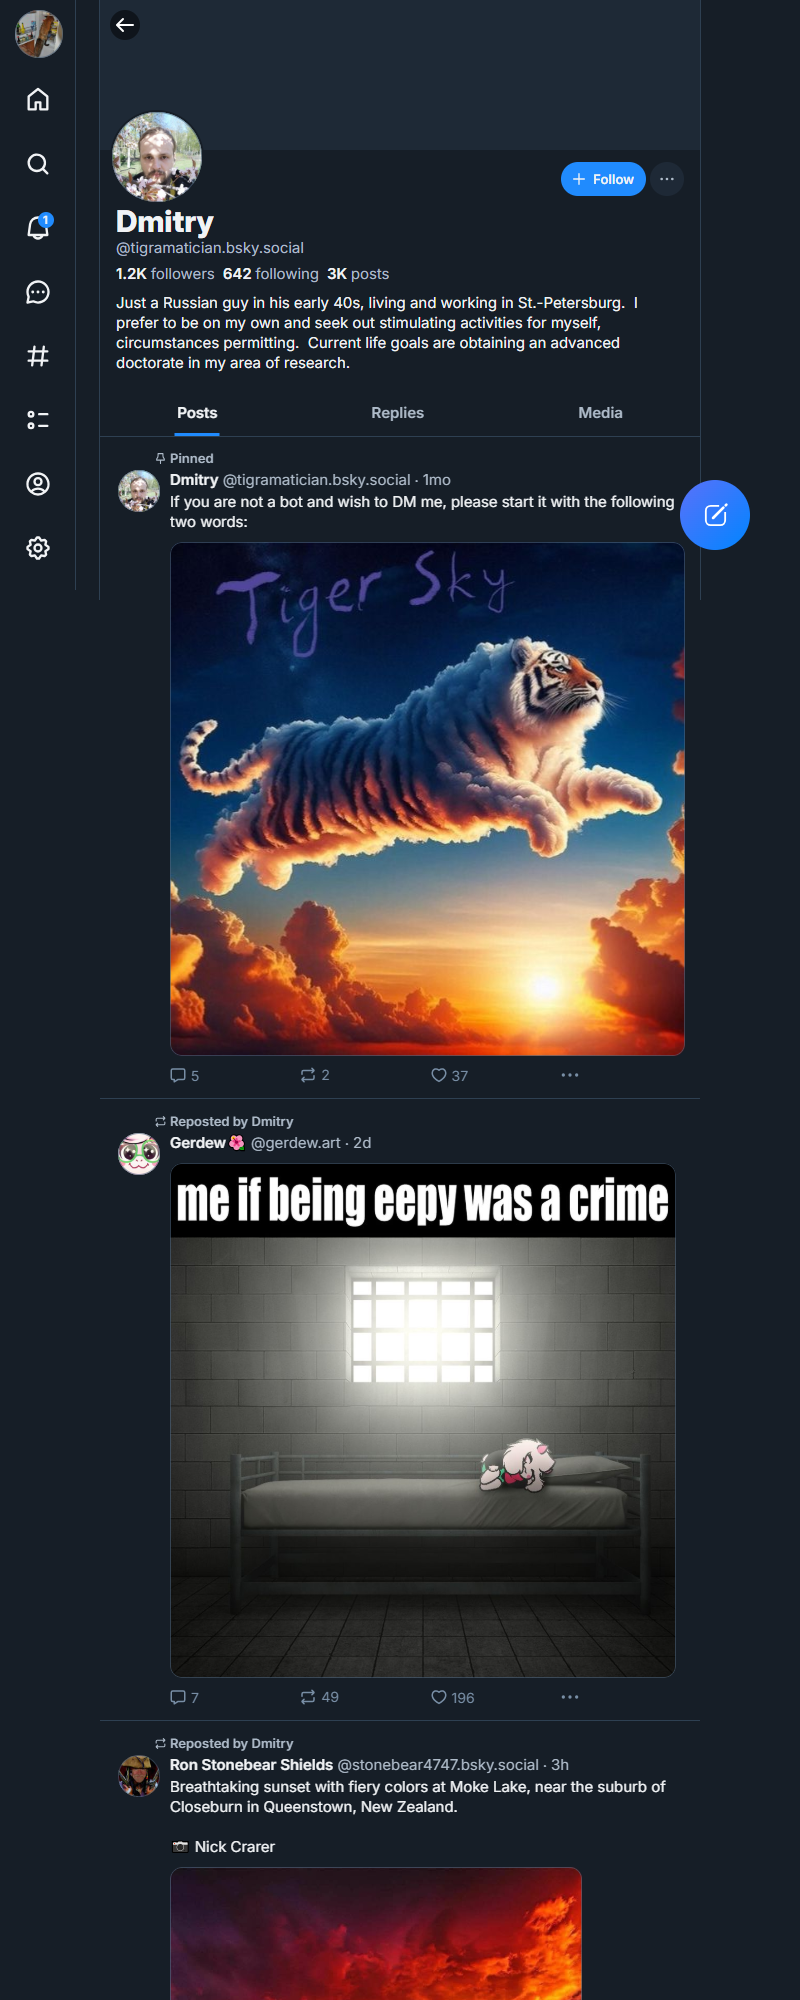 1
Follow
Dmitry
@tigramatician.bsky.social
1.2K followers 642 following 3K posts
Just a Russian guy in his early 40s, living and working in St.-Petersburg.  I
prefer to be on my own and seek out stimulating activities for myself,
circumstances permitting.  Current life goals are obtaining an advanced
doctorate in my area of research.
Posts Replies Media
Pinned
Dmitry @tigramatician.bsky.social · 1mo
If you are not a bot and wish to DM me, please start it with the following
two words:
Tiger Sky
5 2 37
Reposted by Dmitry
Gerdew🌺 @gerdew.art · 2d
me if being eepy was a crime
7 49 196
Reposted by Dmitry
Ron Stonebear Shields @stonebear4747.bsky.social · 3h
Breathtaking sunset with fiery colors at Moke Lake, near the suburb of
Closeburn in Queenstown, New Zealand.
📷 Nick Crarer